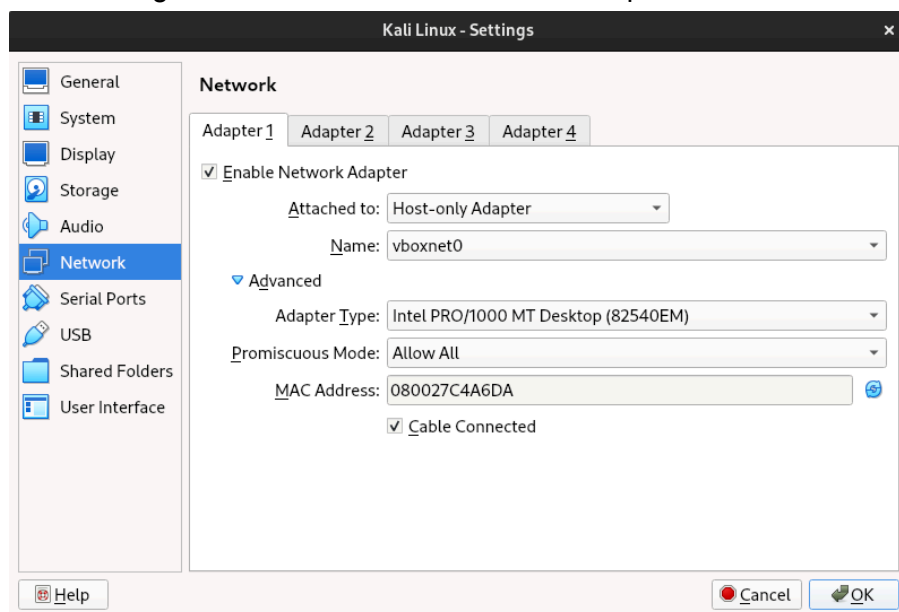 Kali Linux - Settings
General
System
Display
Storage
Audio
Network
Serial Ports
USB
Shared Folders
User Interface
Network
Adapter 1 Adapter 2 Adapter 3 Adapter 4
Enable Network Adapter
Attached to: Host-only Adapter
Name: vboxnet0
Advanced
Adapter Type: Intel PRO/1000 MT Desktop (82540EM)
Promiscuous Mode: Allow All
MAC Address: 080027C4A6DA
Cable Connected
Help Cancel OK